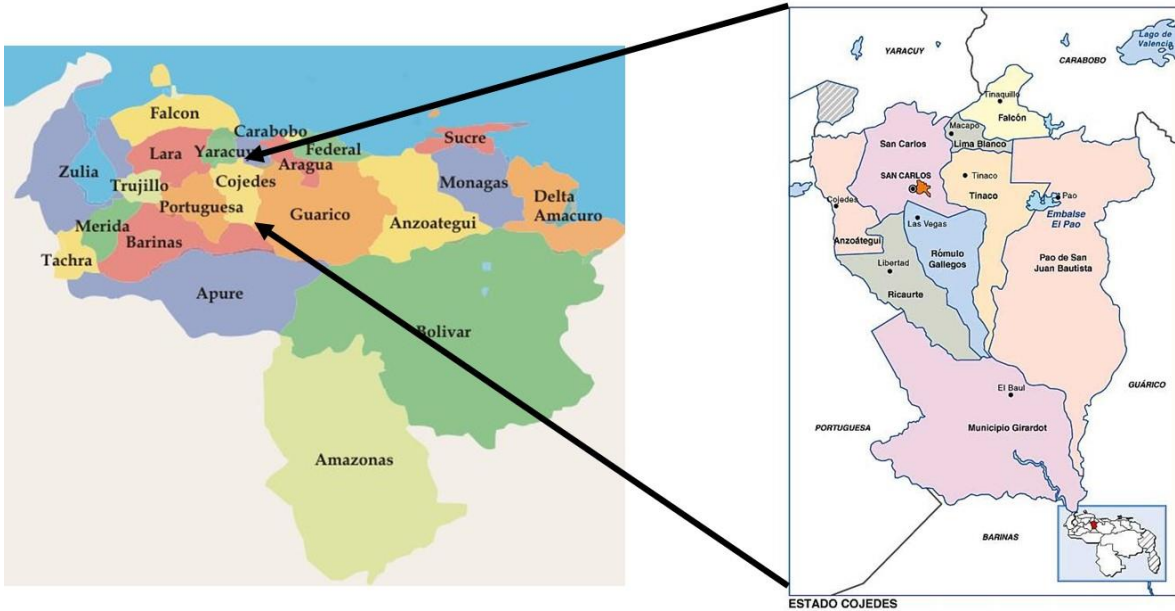 Falcon
Carabobo
Federal
Sucre
Zulia
Lara
Yaracuy
Aragua
Trujillo
Cojedes
Monagas
Delta
Amacuro
Merida
Portuguesa
Guarico
Anzoategui
Barinas
Tachra
Apure
Bolivar
Amazonas
YARACUY
Lago de
Valencia
CARABOBO
Tinaquillo
Falcón
Macapo
Lima Blanco
San Carlos
SAN CARLOS
Tinaco
Tinaco
Cojedes
Pao
Embalse
El Pao
Las Vegas
Anzoátegui
Rómulo
Gallegos
Libertad
Ricaurte
Pao de San
Juan Bautista
El Baul
GUÁRICO
PORTUGUESA
Municipio Girardot
BARINAS
ESTADO COJEDES